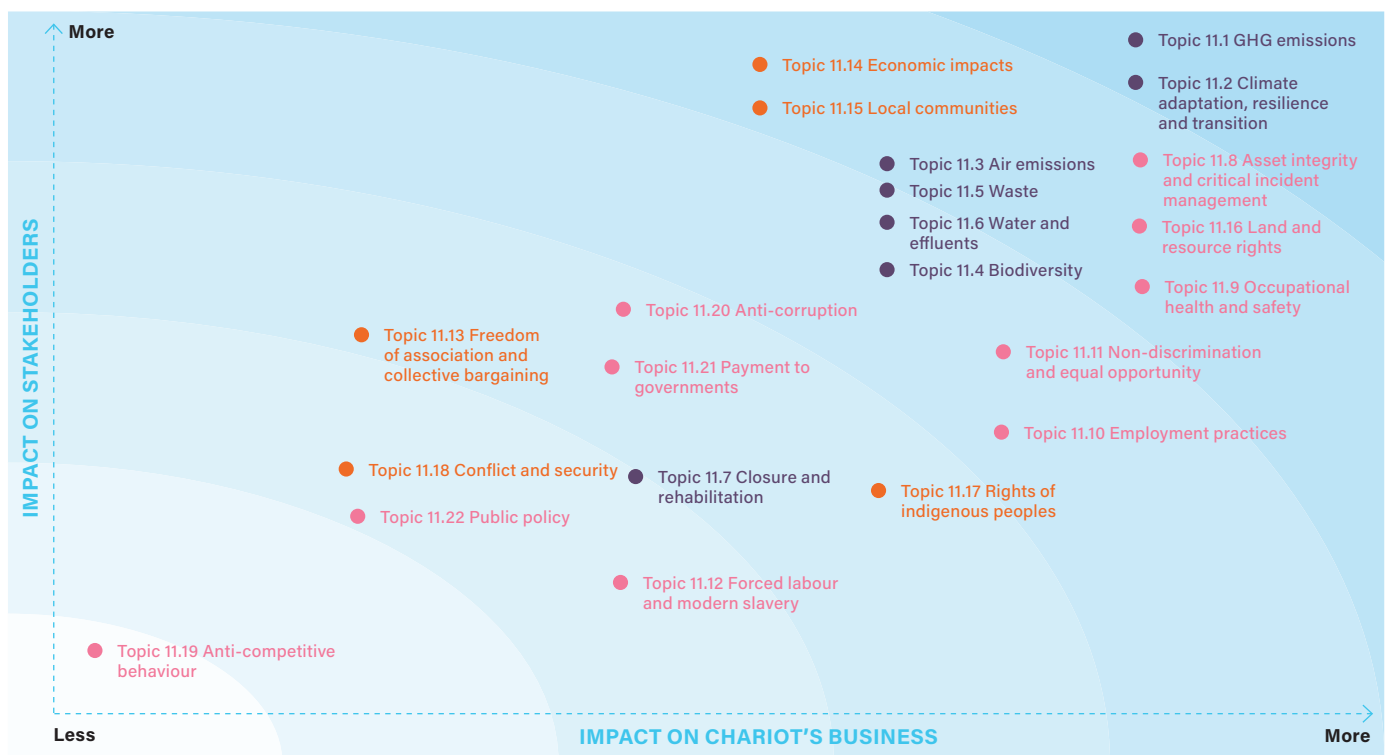 More
Topic 11.1 GHG emissions
Topic 11.14 Economic impacts
Topic 11.2 Climate
adaptation, resilience
and transition
Topic 11.15 Local communities
Topic 11.3 Air emissions
Topic 11.8 Asset integrity
and critical incident
management
Topic 11.5 Waste
Topic 11.6 Water and
effluents
Topic 11.16 Land and
resource rights
Topic 11.4 Biodiversity
Topic 11.9 Occupational
health and safety
Topic 11.20 Anti-corruption
Topic 11.13 Freedom
of association and
collective bargaining
Topic 11.11 Non-discrimination
and equal opportunity
Topic 11.21 Payment to
governments
Topic 11.10 Employment practices
Topic 11.18 Conflict and security
Topic 11.7 Closure and
rehabilitation
Topic 11.17 Rights of
indigenous peoples
Topic 11.22 Public policy
Topic 11.12 Forced labour
and modern slavery
Topic 11.19 Anti-competitive
behaviour
IMPACT ON STAKEHOLDERS
Less
IMPACT ON CHARIOT'S BUSINESS
More